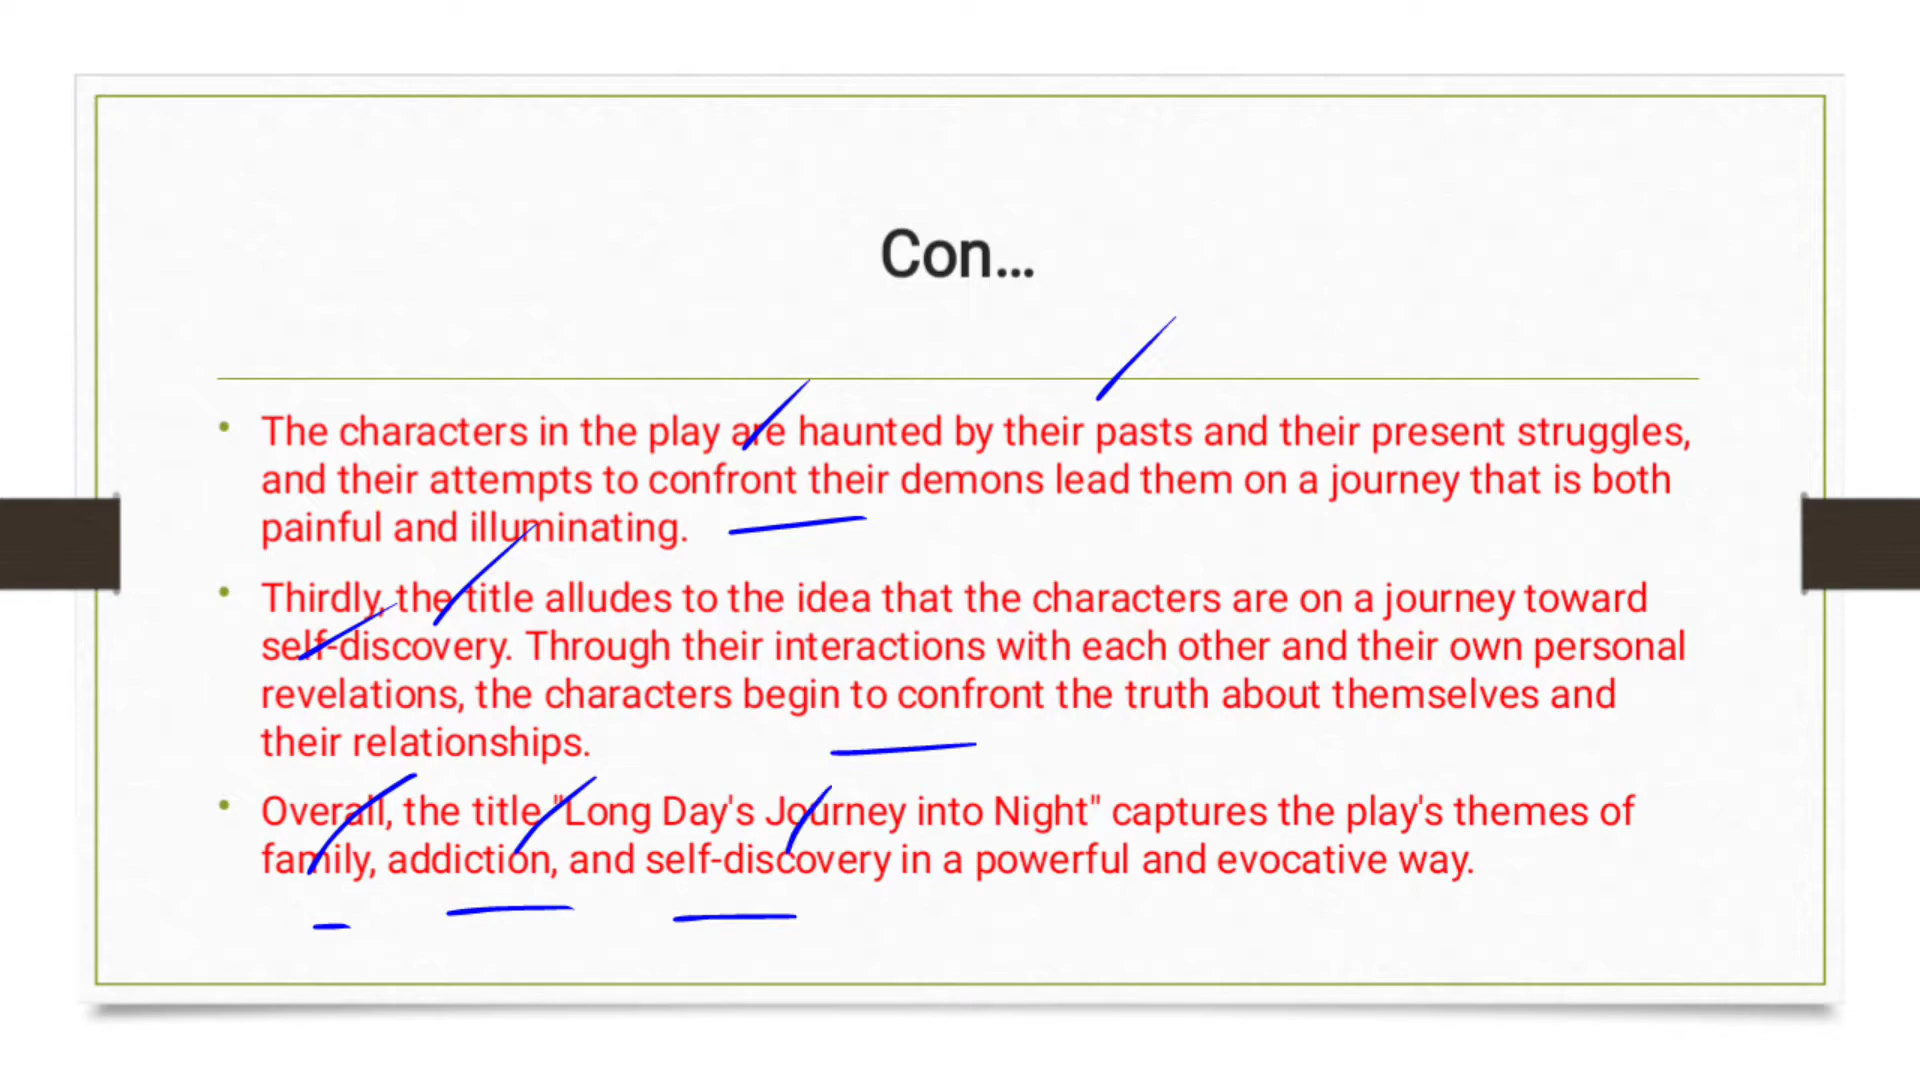 Con...
• The characters in the play are haunted by their pasts and their present struggles,
and their attempts to confront their demons lead them on a journey that is both
painful and illuminating.
• Thirdly, the title alludes to the idea that the characters are on a journey toward
self-discovery. Through their interactions with each other and their own personal
revelations, the characters begin to confront the truth about themselves and
their relationships.
• Overall, the title "Long Day's Journey into Night" captures the play's themes of
family, addiction, and self-discovery in a powerful and evocative way.